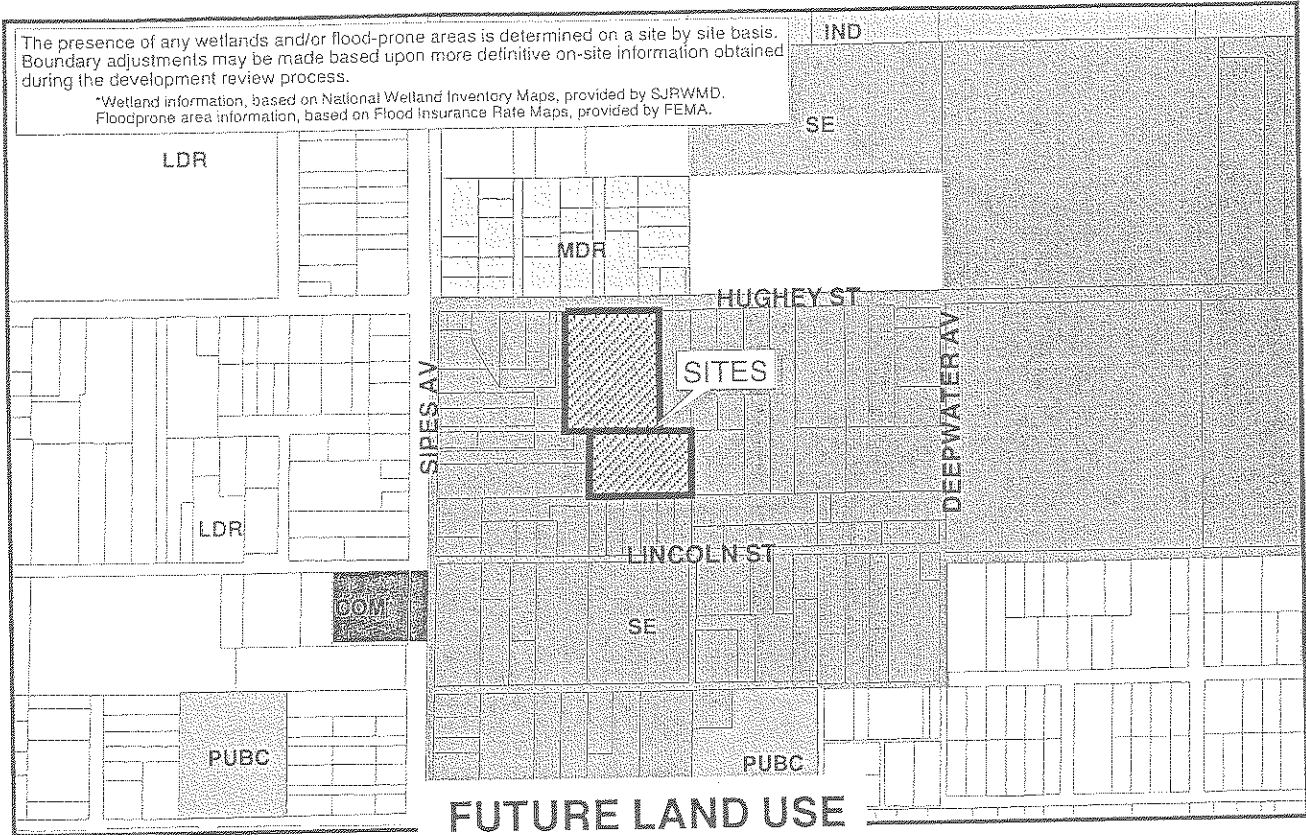 The presence of any wetlands and/or flood-prone areas is determined on a site by site basis.
Boundary adjustments may be made based upon more definitive on-site information obtained
during the development review process.
*Wetland information, based on National Wetland Inventory Maps, provided by SJRWMD.
Floodprone area information, based on Flood Insurance Rate Maps, provided by FEMA.
IND
SE
LDR
MDR
HUGHEY ST
SITES
SIPES AV
DEEPWATER AV
LDR
LINCOLN ST
COM
SE
PUBC
PUBC
FUTURE LAND USE